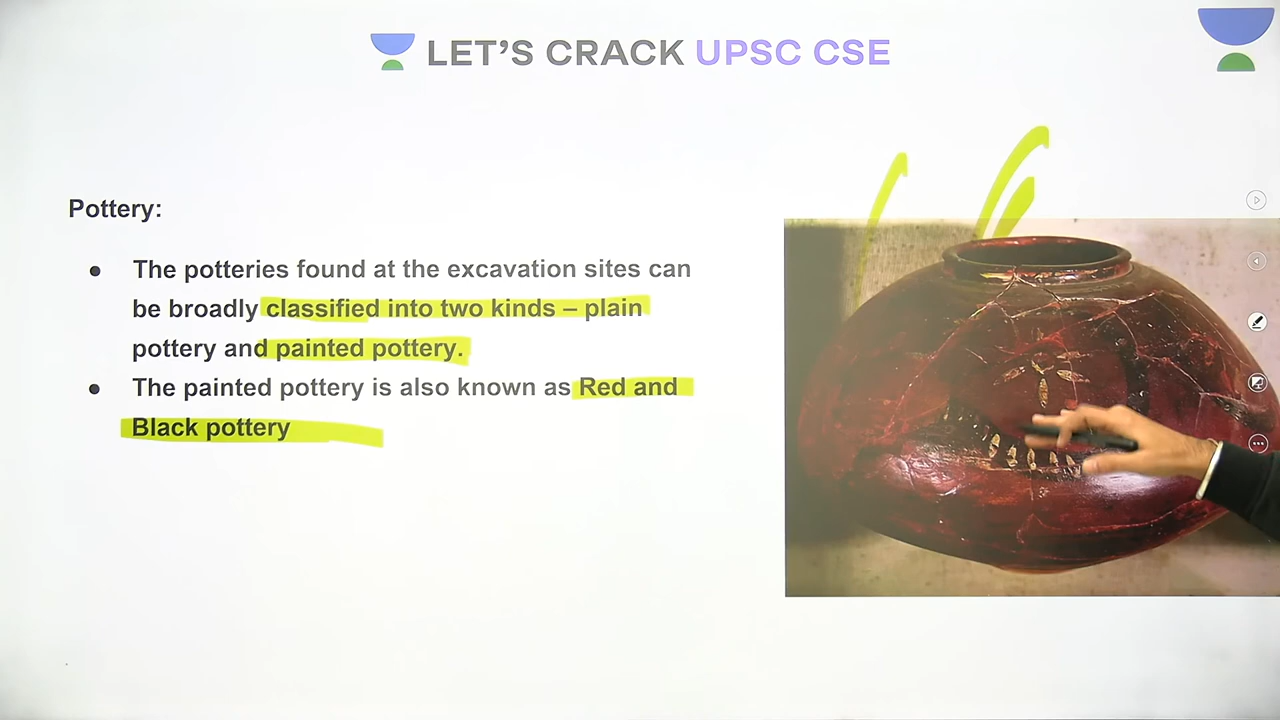 LET'S CRACK UPSC CSE
Pottery:
● The potteries found at the excavation sites can
be broadly classified into two kinds – plain
pottery and painted pottery.
● The painted pottery is also known as Red and
Black pottery